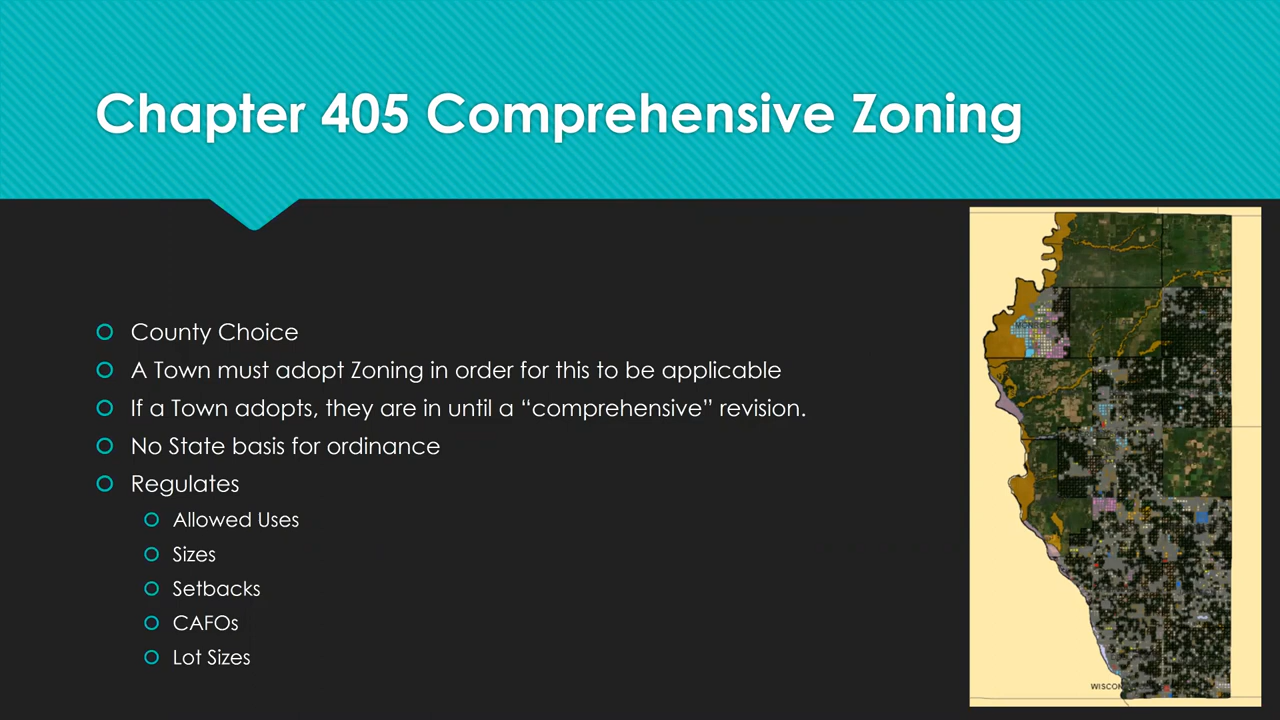 Chapter 405 Comprehensive Zoning
County Choice
A Town must adopt Zoning in order for this to be applicable
If a Town adopts, they are in until a “comprehensive” revision.
No State basis for ordinance
Regulates
Allowed Uses
Sizes
Setbacks
CAFOs
Lot Sizes